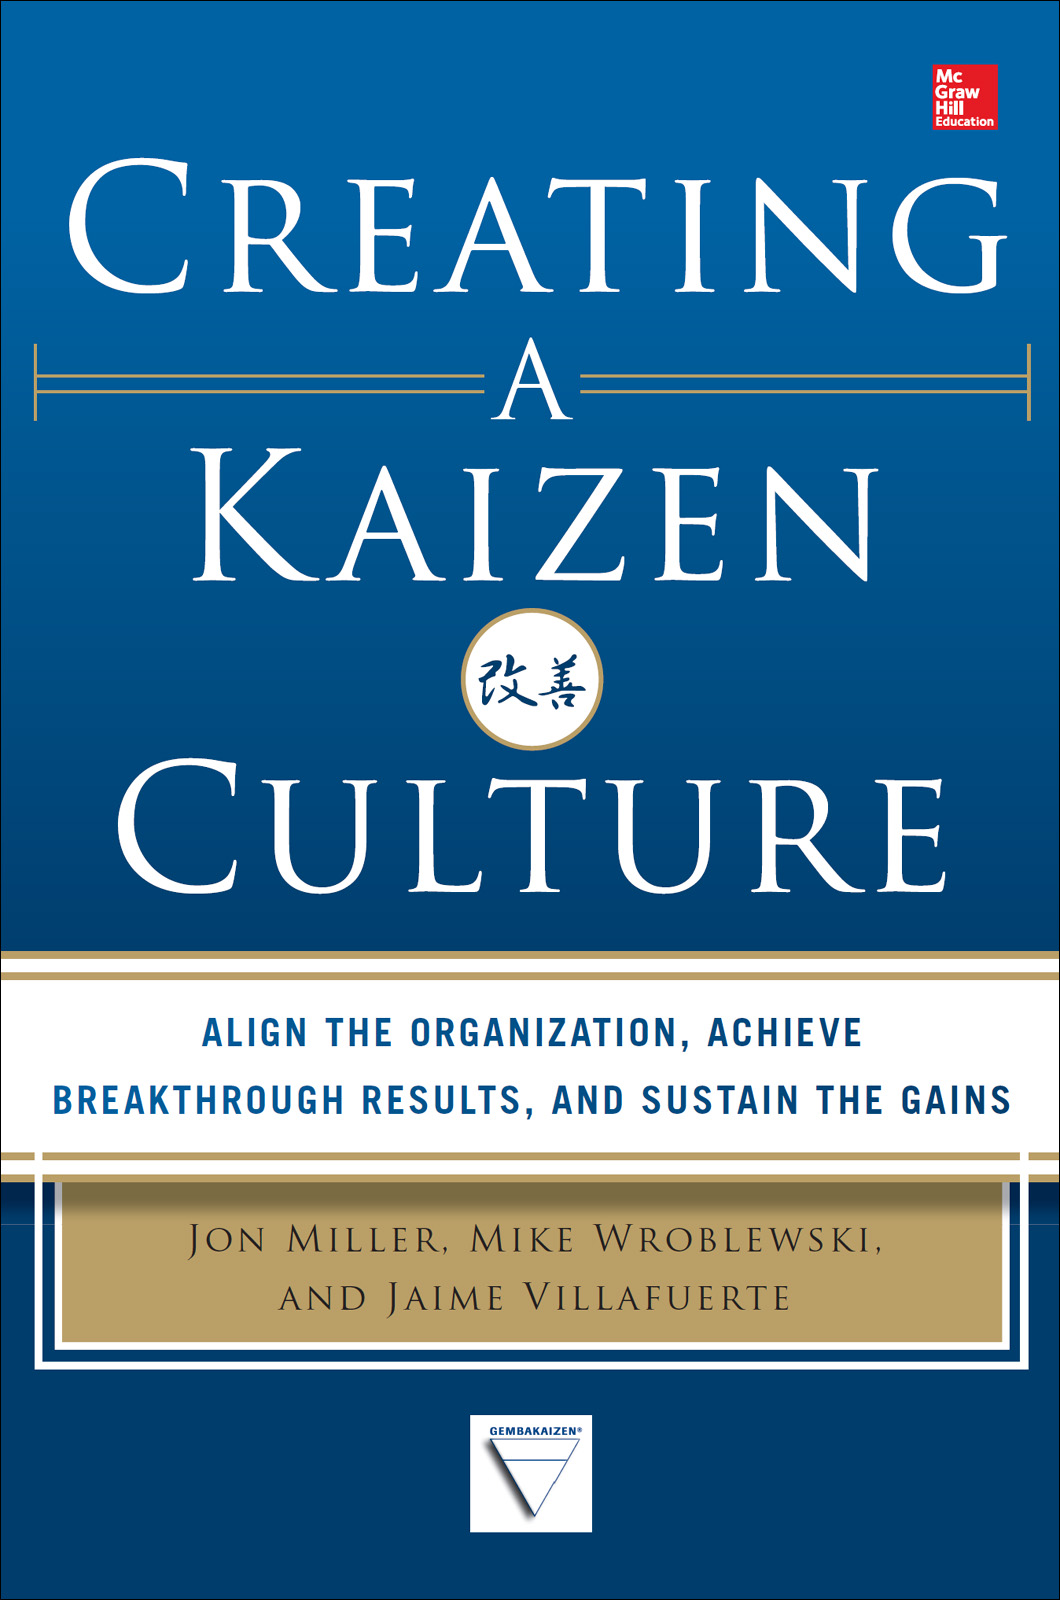 Mc
Graw
Hill
Education
CREATING
A
KAIZEN
改善
CULTURE
ALIGN THE ORGANIZATION, ACHIEVE
BREAKTHROUGH RESULTS, AND SUSTAIN THE GAINS
JON MILLER, MIKE WROBLEWSKI,
AND JAIME VILLAFUERTE
GEMBAKAIZEN®